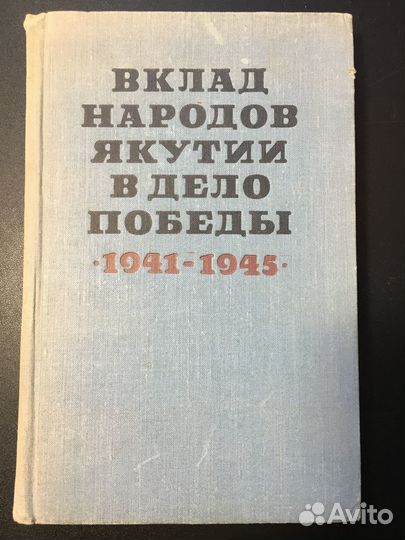 ВКЛАД
НАРОДОВ
ЯКУТИИ
В ДЕЛО
ПОБЕДЫ
·1941-1945·
Avito